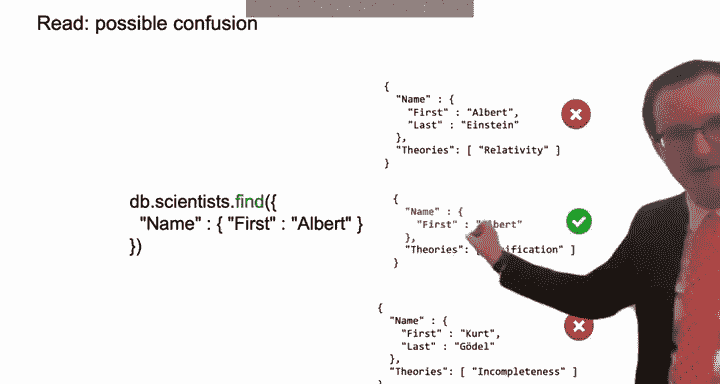 Read: possible confusion
db.scientists.find({
"Name" : { "First" : "Albert" }
})
{
"Name" : {
"First" : "Albert",
"Last" : "Einstein"
},
"Theories": [ "Relativity" ]
}
{
"Name" : {
"First" :
},
"Theories":
]
}
{
"Name" : {
"First" : "Kurt",
"Last" : "Gödel"
},
"Theories": [ "Incompleteness" ]